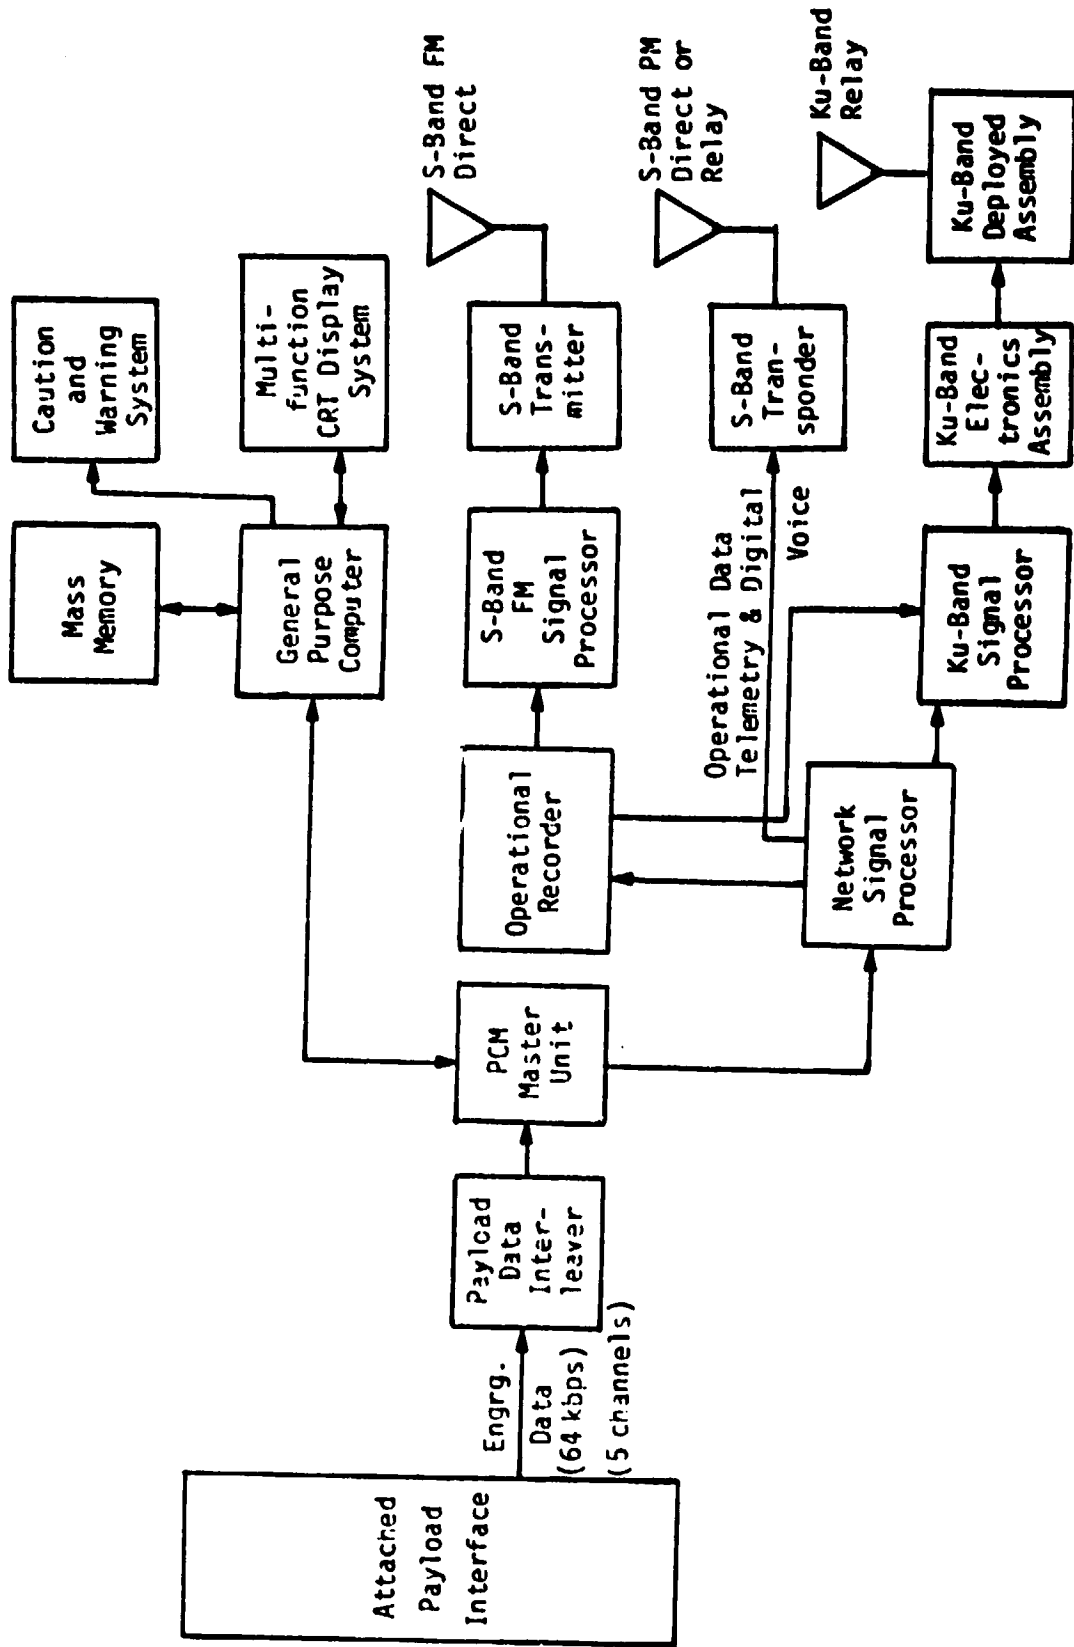 Attached
Payload
Interface
Engrg.
Data
(64 kbps)
(5 channels)
Payload
Data
Inter-
leaver
PCM
Master
Unit
Mass
Memory
Caution
and
Warning
System
General
Purpose
Computer
Multi-
function
CRT Display
System
Operational
Recorder
S-Band
FM
Signal
Processor
S-Band
Trans-
mitter
S-Band FM
Direct
Operational Data
Telemetry & Digital
Voice
S-Band
Tran-
sponder
S-Band PM
Direct or
Relay
Network
Signal
Processor
Ku-Band
Signal
Processor
Ku-Band
Elec-
tronics
Assembly
Ku-Band
Deployed
Assembly
Ku-Band
Relay